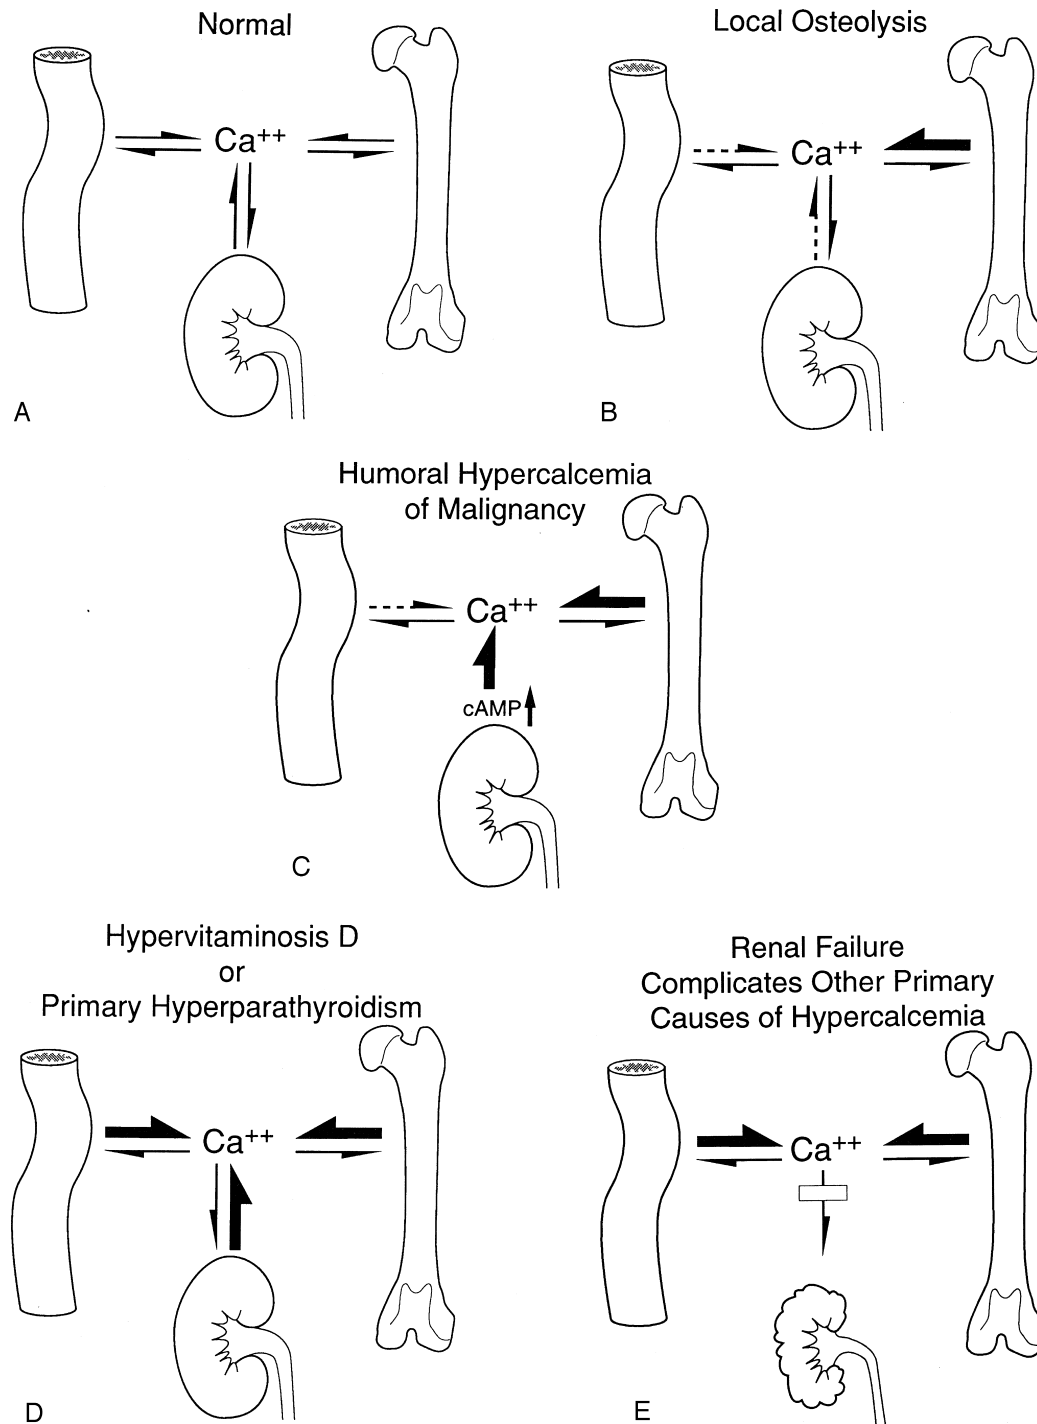 Normal
Ca++
A
Local Osteolysis
Ca++
B
Humoral Hypercalcemia
of Malignancy
Ca++
cAMP
C
Hypervitaminosis D
or
Primary Hyperparathyroidism
Ca++
D
Renal Failure
Complicates Other Primary
Causes of Hypercalcemia
Ca++
E